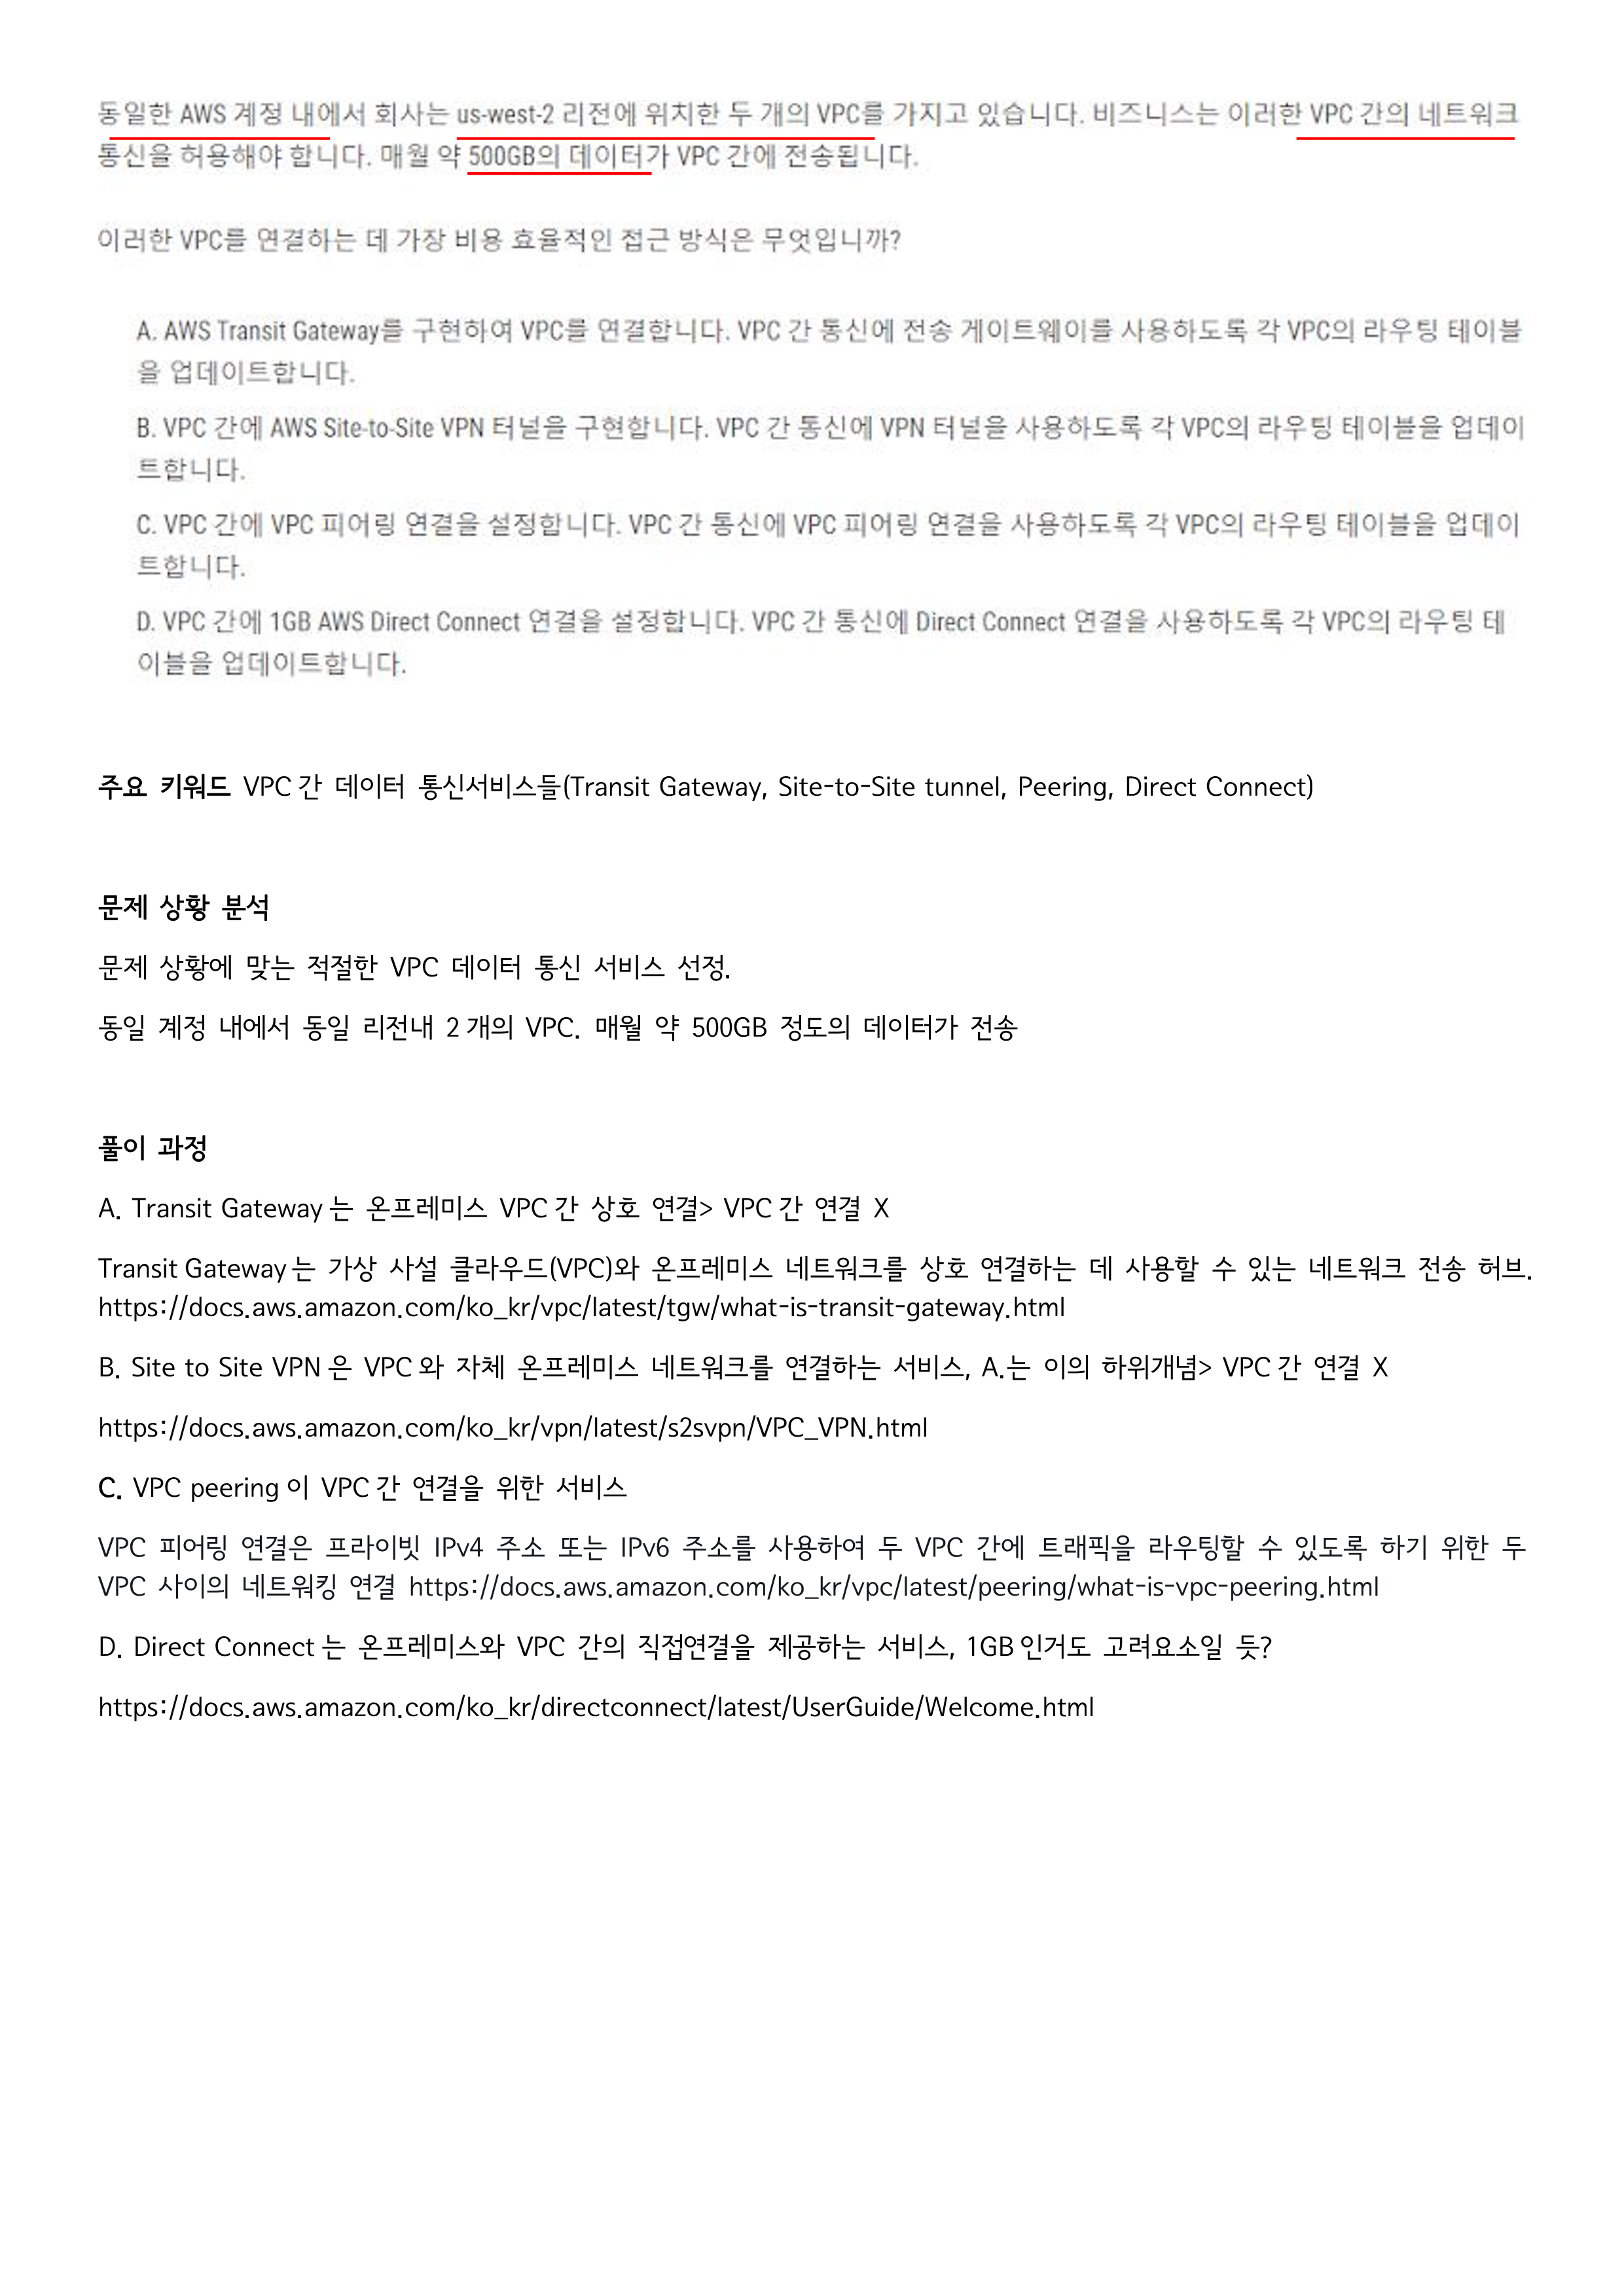 동일한 AWS 계정 내에서 회사는 us-west-2 리전에 위치한 두 개의 VPC를 가지고 있습니다. 비즈니스는 이러한 VPC 간의 네트워크
통신을 허용해야 합니다. 매월 약 500GB의 데이터가 VPC 간에 전송됩니다.
이러한 VPC를 연결하는 데 가장 비용 효율적인 접근 방식은 무엇입니까?
A. AWS Transit Gateway를 구현하여 VPC를 연결합니다. VPC 간 통신에 전송 게이트웨이를 사용하도록 각 VPC의 라우팅 테이블
을 업데이트합니다.
B. VPC 간에 AWS Site-to-Site VPN 터널을 구현합니다. VPC 간 통신에 VPN 터널을 사용하도록 각 VPC의 라우팅 테이블을 업데이
트합니다.
C. VPC 간에 VPC 피어링 연결을 설정합니다. VPC 간 통신에 VPC 피어링 연결을 사용하도록 각 VPC의 라우팅 테이블을 업데이
트합니다.
D. VPC 간에 1GB AWS Direct Connect 연결을 설정합니다. VPC 간 통신에 Direct Connect 연결을 사용하도록 각 VPC의 라우팅 테
이블을 업데이트합니다.
주요 키워드 VPC 간 데이터 통신서비스들(Transit Gateway, Site-to-Site tunnel, Peering, Direct Connect)
문제 상황 분석
문제 상황에 맞는 적절한 VPC 데이터 통신 서비스 선정.
동일 계정 내에서 동일 리전내 2 개의 VPC. 매월 약 500GB 정도의 데이터가 전송
풀이 과정
A. Transit Gateway 는 온프레미스 VPC 간 상호 연결> VPC 간 연결 X
Transit Gateway 는 가상 사설 클라우드(VPC)와 온프레미스 네트워크를 상호 연결하는 데 사용할 수 있는 네트워크 전송 허브.
https://docs.aws.amazon.com/ko_kr/vpc/latest/tgw/what-is-transit-gateway.html
B. Site to Site VPN 은 VPC 와 자체 온프레미스 네트워크를 연결하는 서비스, A.는 이의 하위개념> VPC 간 연결 X
https://docs.aws.amazon.com/ko_kr/vpn/latest/s2svpn/VPC_VPN.html
C. VPC peering 이 VPC 간 연결을 위한 서비스
VPC 피어링 연결은 프라이빗 IPv4 주소 또는 IPv6 주소를 사용하여 두 VPC 간에 트래픽을 라우팅할 수 있도록 하기 위한 두
VPC 사이의 네트워킹 연결 https://docs.aws.amazon.com/ko_kr/vpc/latest/peering/what-is-vpc-peering.html
D. Direct Connect 는 온프레미스와 VPC 간의 직접연결을 제공하는 서비스, 1GB 인거도 고려요소일 듯?
https://docs.aws.amazon.com/ko_kr/directconnect/latest/UserGuide/Welcome.html